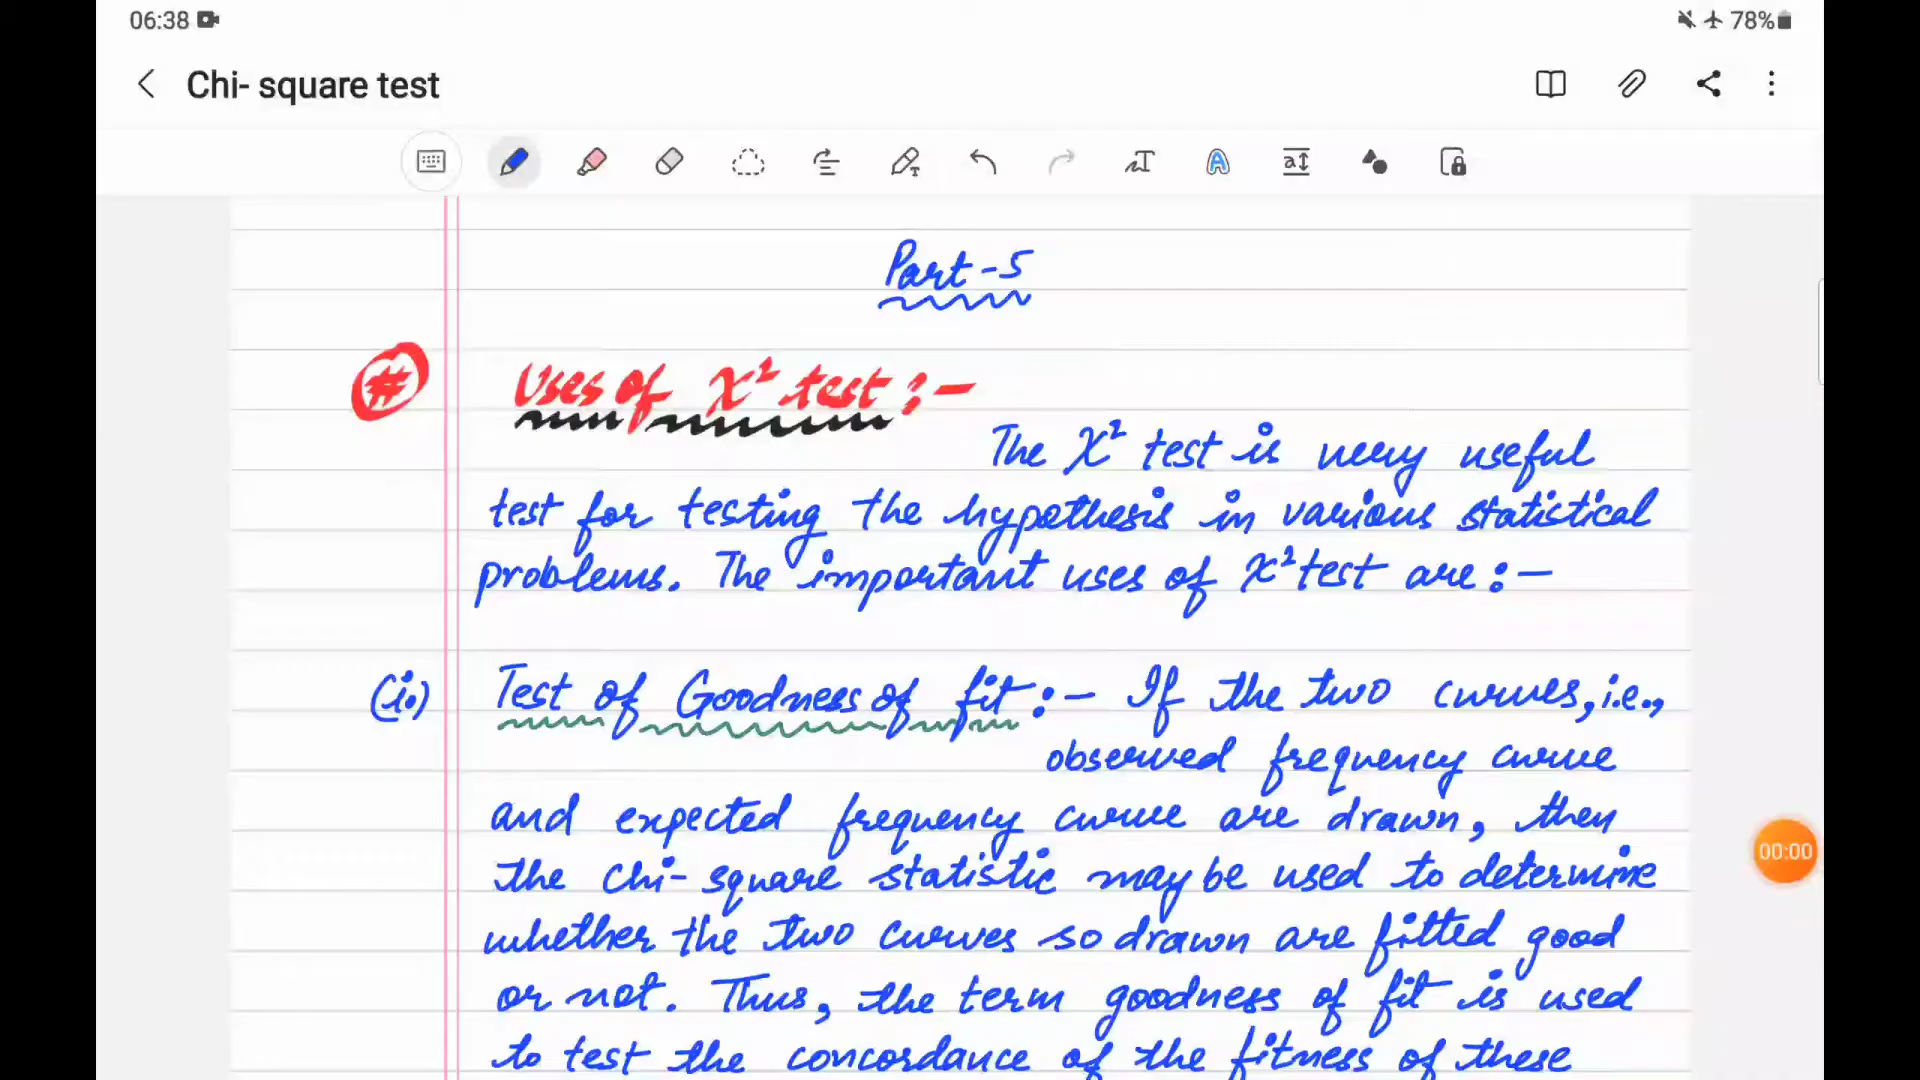 06:38
78%
Chi- square test
Part-5
# Uses of χ² test :-
The χ² test is very useful
test for testing the hypothesis in various statistical
problems. The important uses of χ² test are :-
(i.) Test of Goodness of fit :- If the two curves, i.e.,
observed frequency curve
and expected frequency curve are drawn, then
the chi-square statistic may be used to determine
whether the two curves so drawn are fitted good
or not. Thus, the term goodness of fit is used
to test the concordance of the fitness of these
00:00